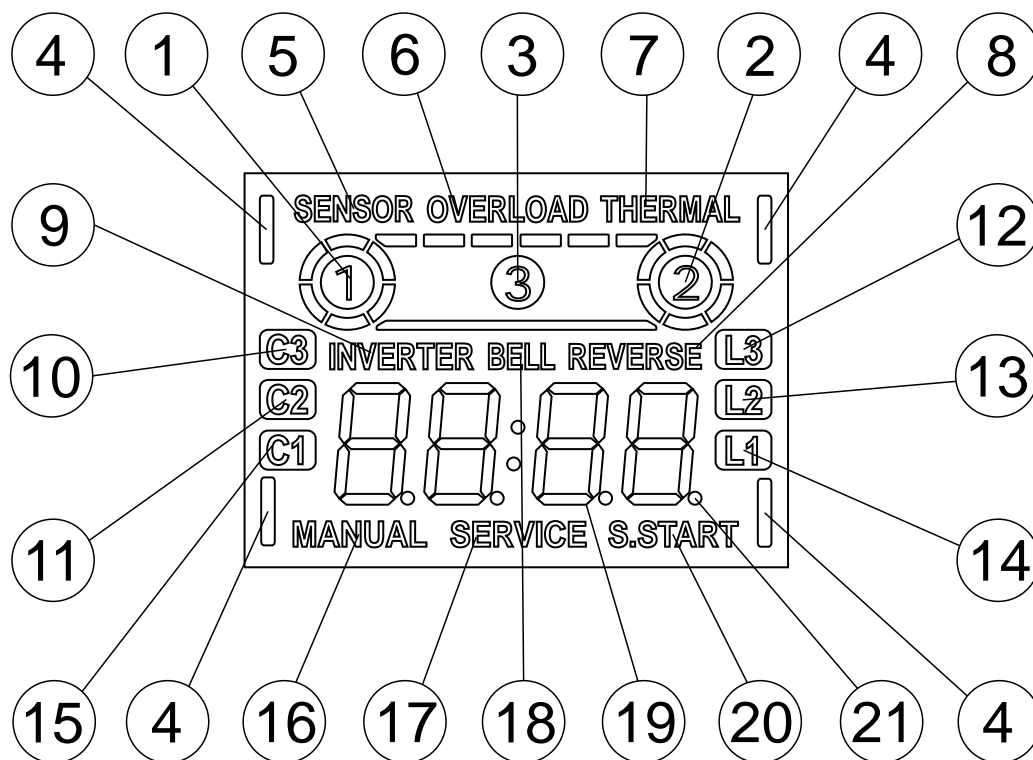 4 1 5 6 3 7 2 4 8
SENSOR OVERLOAD THERMAL
9 12
1 3 2
C3 INVERTER BELL REVERSE L3
10 13
C2 L2
88:88
C1 L1
MANUAL SERVICE S.START
11 14
15 4 16 17 18 19 20 21 4